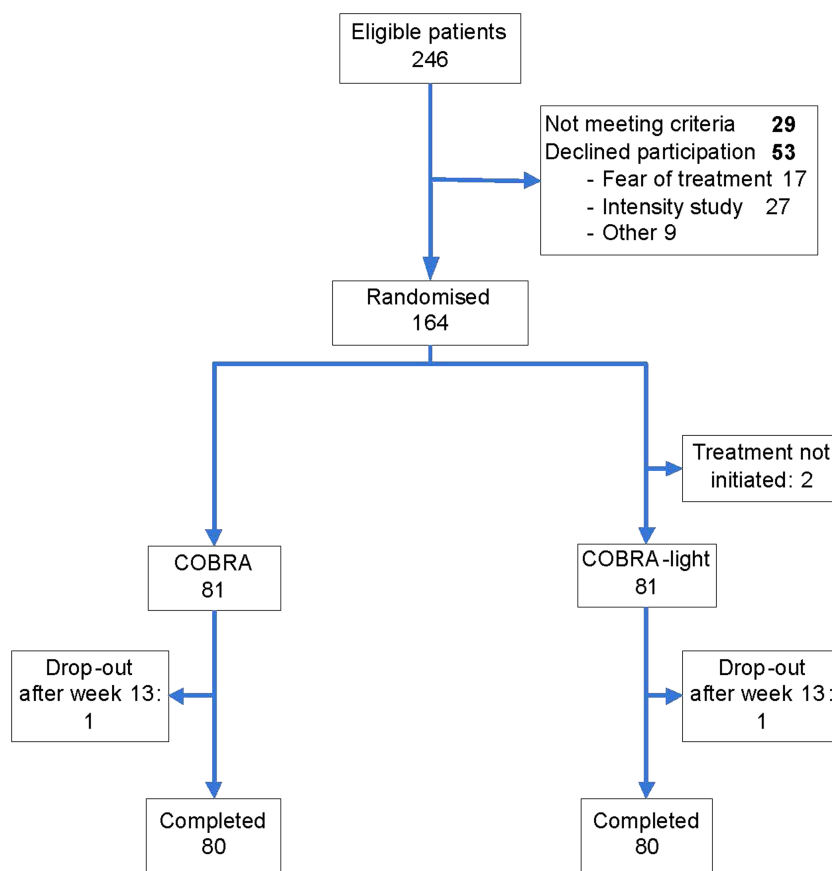 Eligible patients
246
Not meeting criteria 29
Declined participation 53
- Fear of treatment 17
- Intensity study 27
- Other 9
Randomised
164
Treatment not
initiated: 2
COBRA
81
COBRA-light
81
Drop-out
after week 13:
1
Drop-out
after week 13:
1
Completed
80
Completed
80